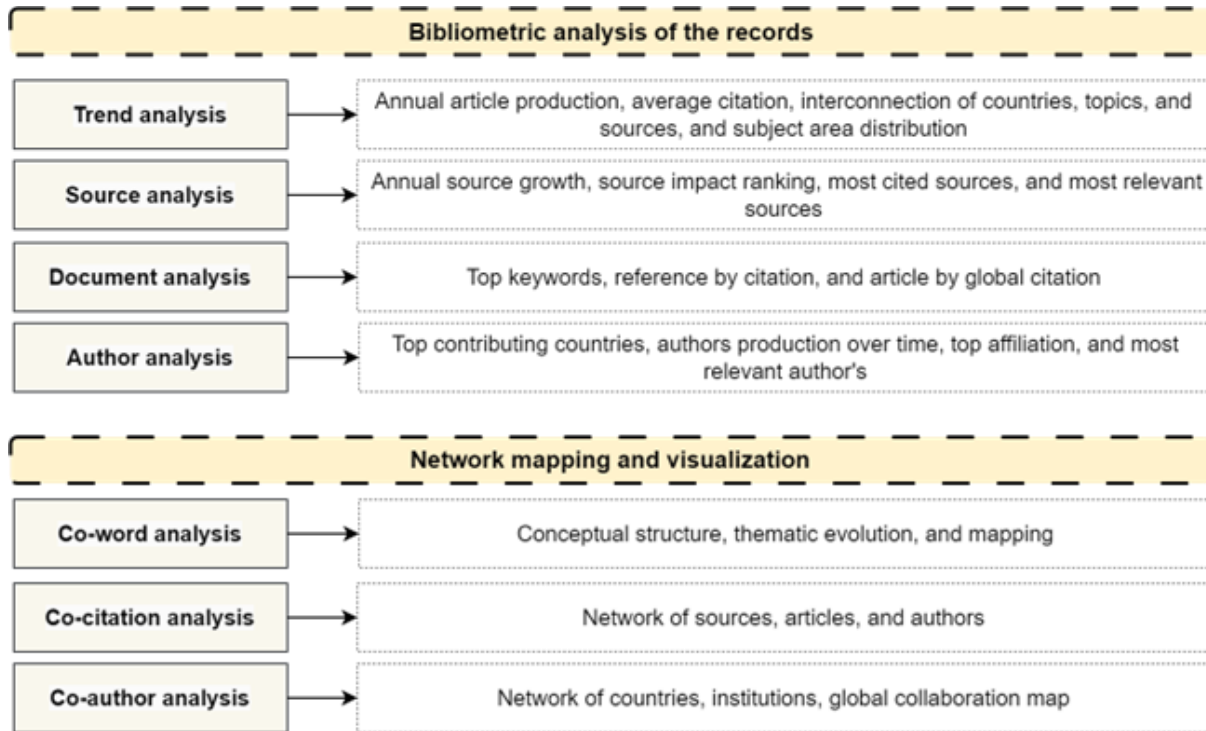 Bibliometric analysis of the records
Trend analysis
Annual article production, average citation, interconnection of countries, topics, and
sources, and subject area distribution
Source analysis
Annual source growth, source impact ranking, most cited sources, and most relevant
sources
Document analysis
Top keywords, reference by citation, and article by global citation
Author analysis
Top contributing countries, authors production over time, top affiliation, and most
relevant author's
Network mapping and visualization
Co-word analysis
Conceptual structure, thematic evolution, and mapping
Co-citation analysis
Network of sources, articles, and authors
Co-author analysis
Network of countries, institutions, global collaboration map